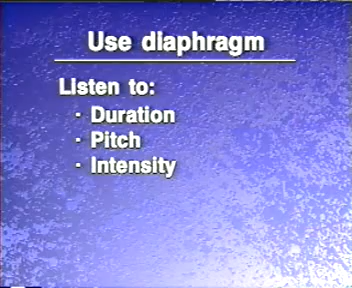 Use diaphragm
Listen to:
· Duration
· Pitch
· Intensity